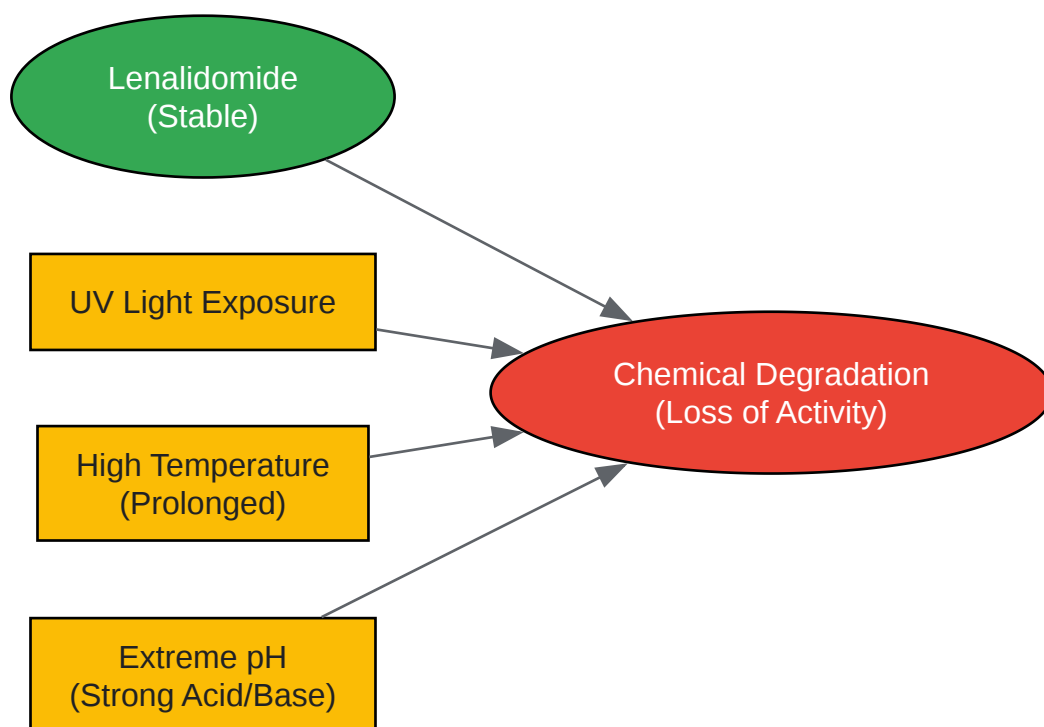 Lenalidomide
(Stable)
UV Light Exposure
Chemical Degradation
(Loss of Activity)
High Temperature
(Prolonged)
Extreme pH
(Strong Acid/Base)